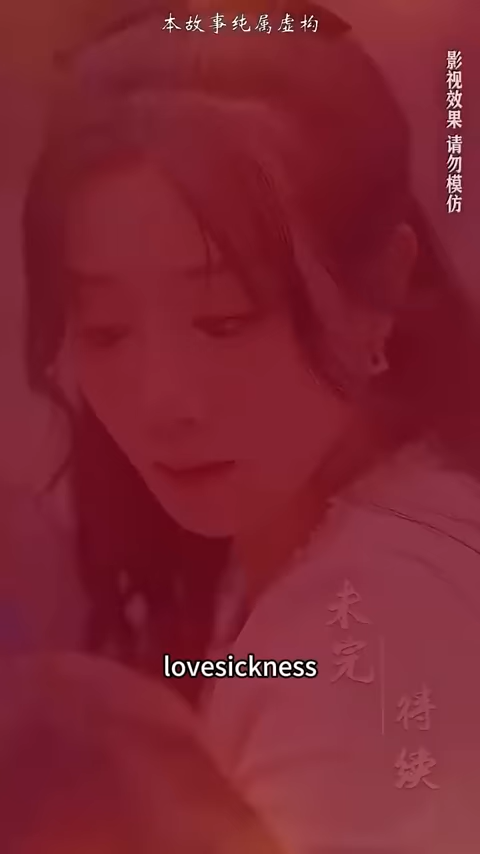 本故事纯属虚构
影视效果 请勿模仿
lovesickness
未完
待续